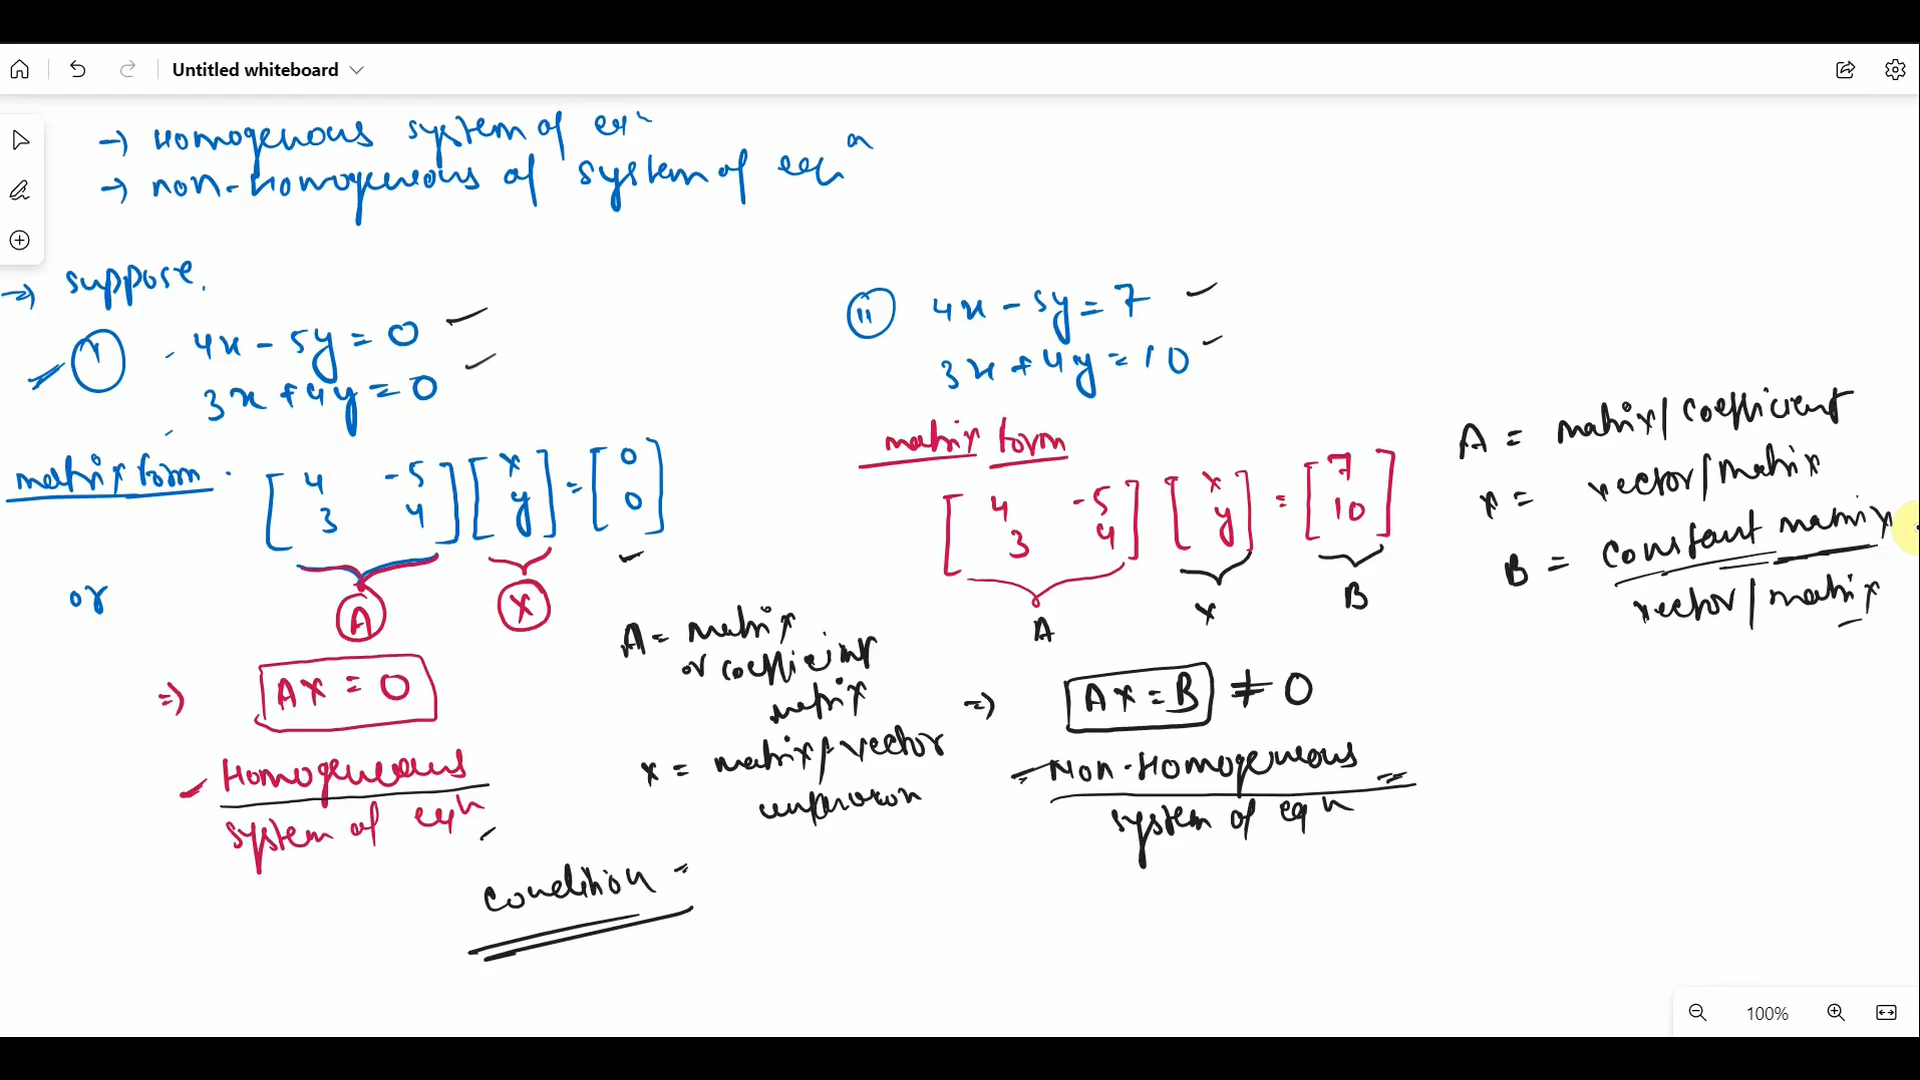 Untitled whiteboard
→ Homogenous system of eqⁿ
→ non-Homogeneous of system of eqⁿ
→ suppose.
i 4x - 5y = 0
3x + 4y = 0
matrix form.
[4 -5
3 4] [x
y] = [0
0]
A X
or
⇒ AX = 0
Homogeneous
system of eqn
A = matrix
or coefficient
matrix
x = matrix/vector
unknown
ii 4x - 5y = 7
3x + 4y = 10
matrix form
[4 -5
3 4] [x
y] = [7
10]
A x B
⇒ Ax = B ≠ 0
Non-Homogeneous
system of eqn
A = matrix/coefficient
x = vector/matrix
B = constant matrix
vector/matrix
condition =
100%